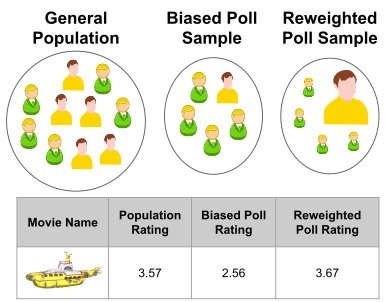 General
Population
Biased Poll
Sample
Reweighted
Poll Sample
Movie Name
Population
Rating
Biased Poll
Rating
Reweighted
Poll Rating
3.57
2.56
3.67